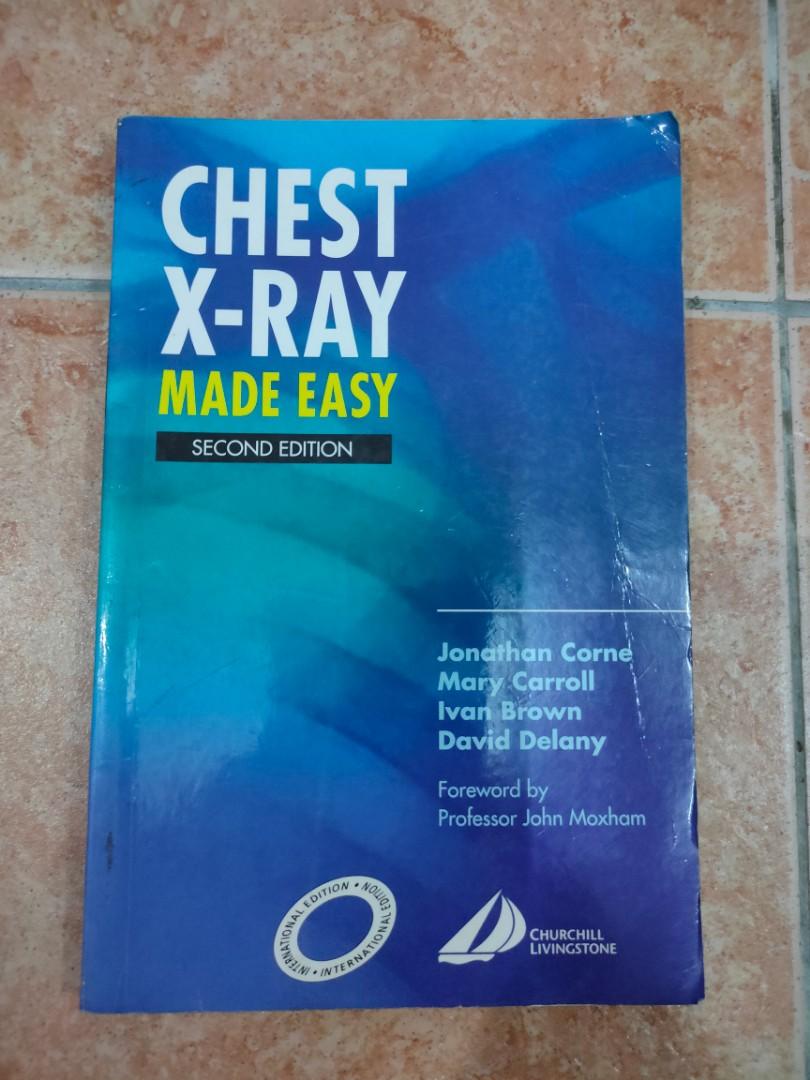 CHEST
X-RAY
MADE EASY
SECOND EDITION
Jonathan Corne
Mary Carroll
Ivan Brown
David Delany
Foreword by
Professor John Moxham
INTERNATIONAL EDITION • INTERNATIONAL EDITION •
CHURCHILL
LIVINGSTONE